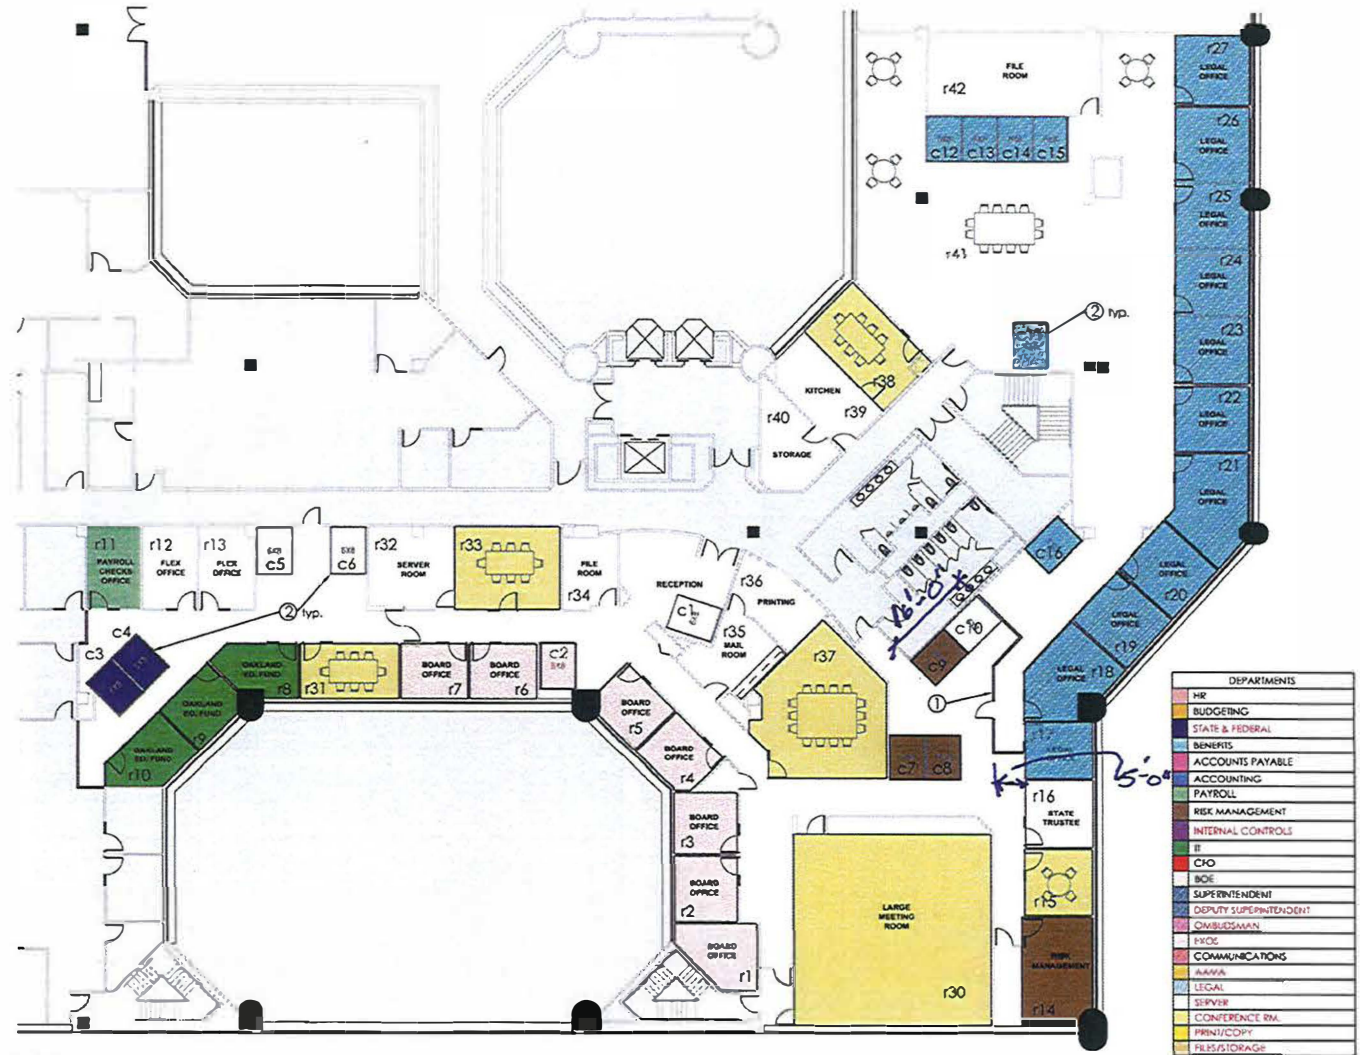 r27
LEGAL
OFFICE
FILE
ROOM
r42
r26
LEGAL
OFFICE
c12 c13 c14 c15
r25
LEGAL
OFFICE
r41
r24
LEGAL
OFFICE
2 typ.
r23
LEGAL
OFFICE
r38
KITCHEN
r39
r22
LEGAL
OFFICE
r40
STORAGE
r21
LEGAL
OFFICE
r11
PAYROLL
CHECKS
OFFICE
r12
FLEX
OFFICE
r13
FLEX
OFFICE
6X8
c5
6X8
c6
r32
SERVER
ROOM
r33
FILE
ROOM
r34
RECEPTION
c1
r36
PRINTING
r35
MAIL
ROOM
16'-0"
c16
LEGAL
OFFICE
r20
LEGAL
OFFICE
r19
LEGAL
OFFICE
r18
2 typ.
c4
c3
OAKLAND
ED. FUND
r8
r31
BOARD
OFFICE
r7
BOARD
OFFICE
r6
c2
6X8
r37
c10
c9
1
OAKLAND
ED. FUND
r9
OAKLAND
ED. FUND
r10
BOARD
OFFICE
r5
BOARD
OFFICE
r4
c7 c8
r17
5'-0"
BOARD
OFFICE
r3
r16
STATE
TRUSTEE
BOARD
OFFICE
r2
r15
LARGE
MEETING
ROOM
r30
BOARD
OFFICE
r1
RISK
MANAGEMENT
r14
DEPARTMENTS
HR
BUDGETING
STATE & FEDERAL
BENEFITS
ACCOUNTS PAYABLE
ACCOUNTING
PAYROLL
RISK MANAGEMENT
INTERNAL CONTROLS
IT
CFO
BOE
SUPERINTENDENT
DEPUTY SUPERINTENDENT
OMBUDSMAN
COMMUNICATIONS
LEGAL
SERVER
CONFERENCE RM.
PRINT/COPY
FILES/STORAGE